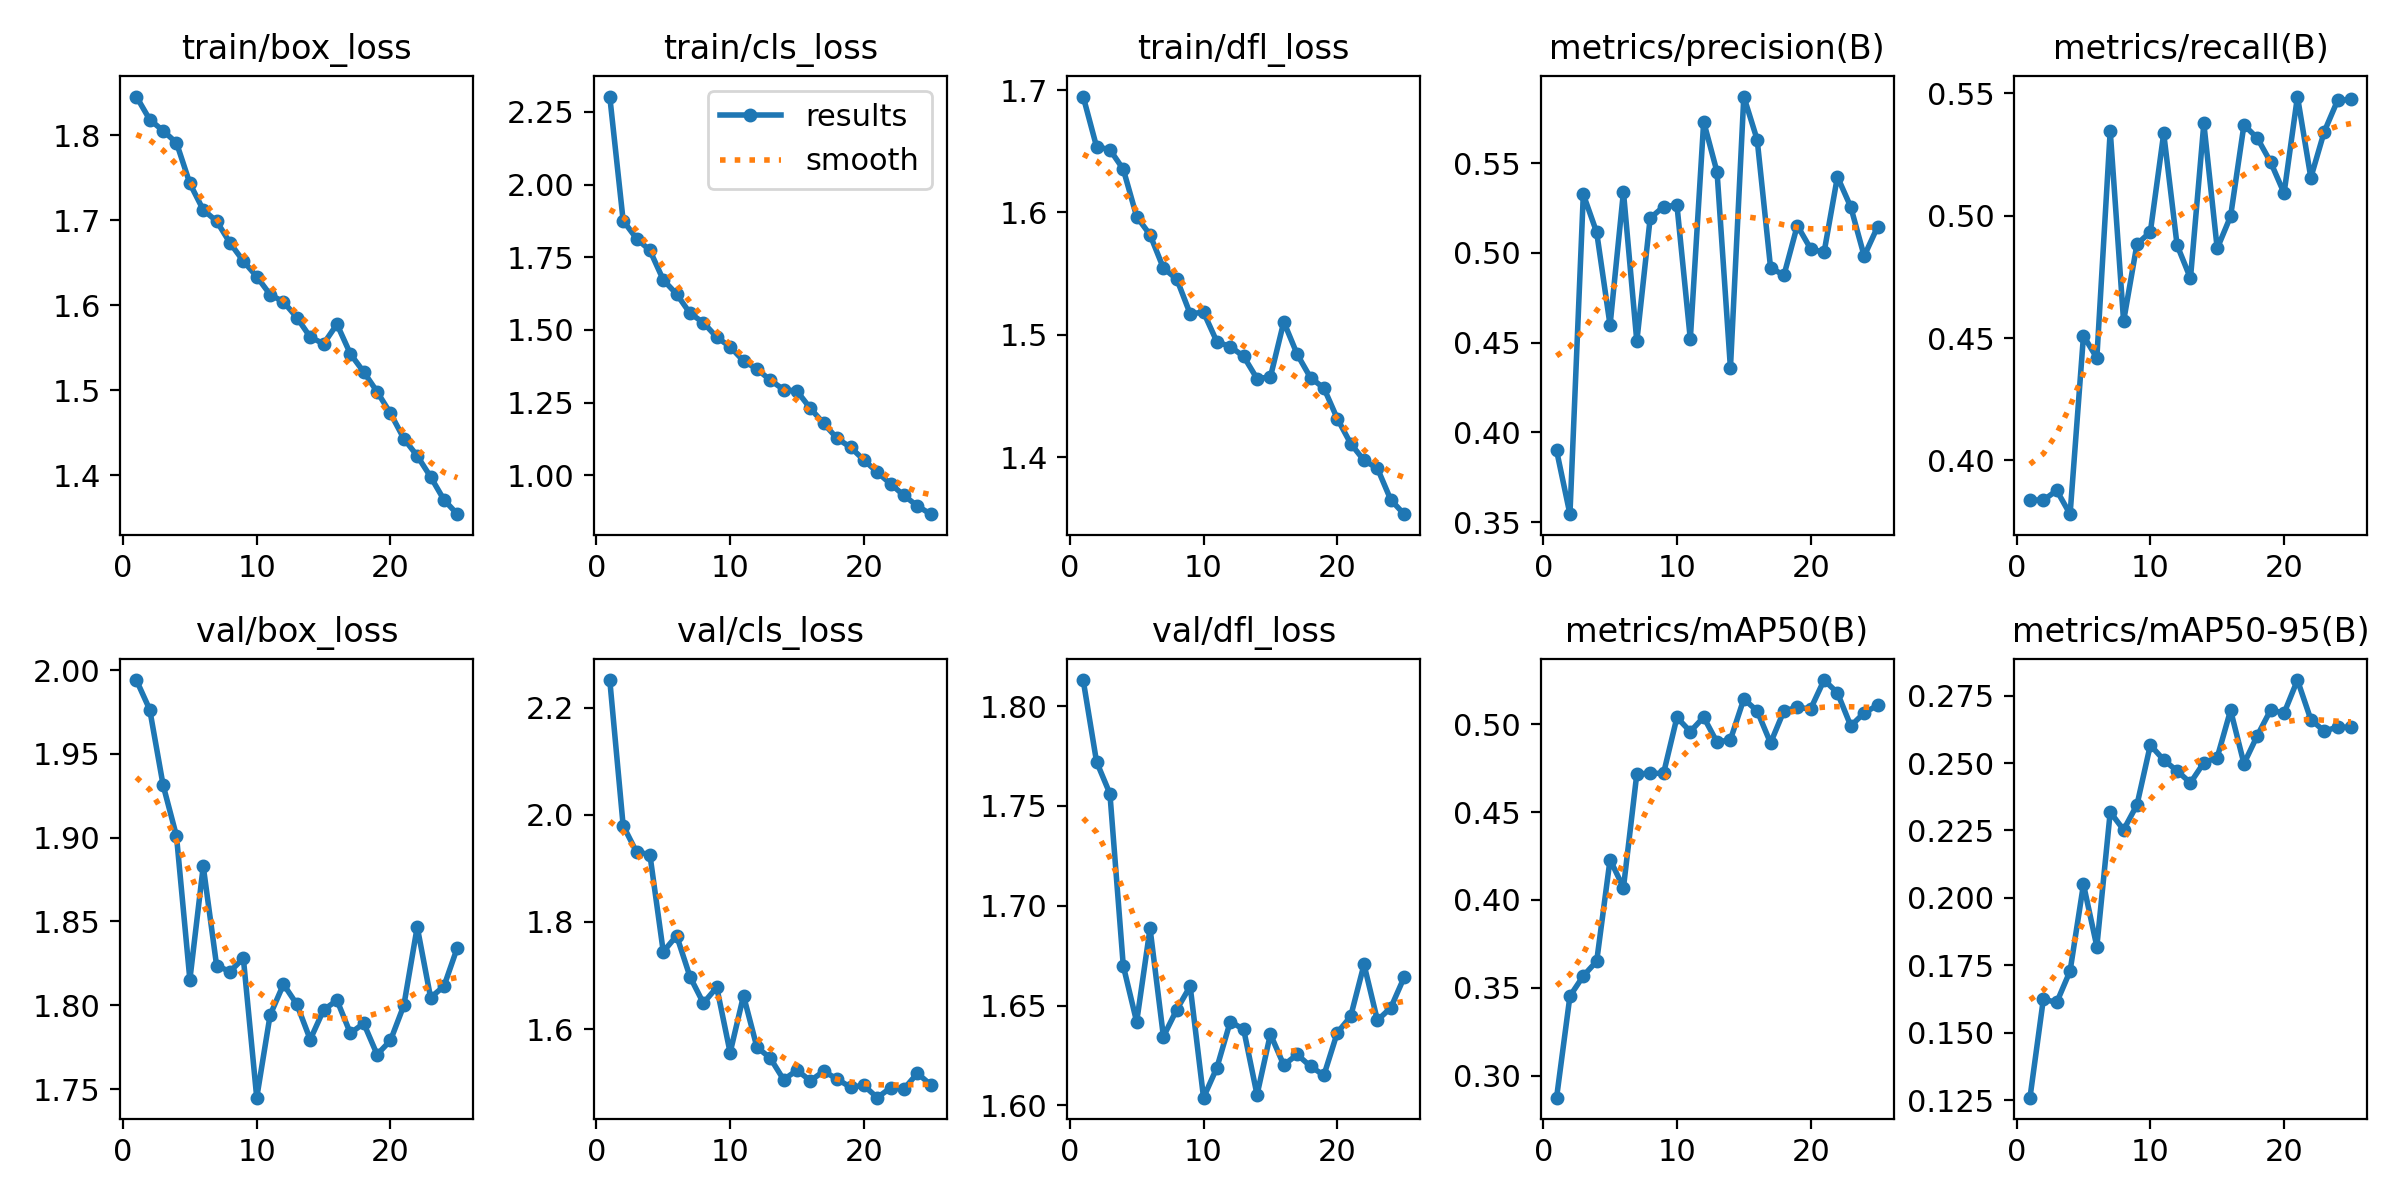 train/box_loss
1.8
1.7
1.6
1.5
1.4
0 10 20
train/cls_loss
results
smooth
2.25
2.00
1.75
1.50
1.25
1.00
0 10 20
train/dfl_loss
1.7
1.6
1.5
1.4
0 10 20
metrics/precision(B)
0.55
0.50
0.45
0.40
0.35
0 10 20
metrics/recall(B)
0.55
0.50
0.45
0.40
0 10 20
val/box_loss
2.00
1.95
1.90
1.85
1.80
1.75
0 10 20
val/cls_loss
2.2
2.0
1.8
1.6
0 10 20
val/dfl_loss
1.80
1.75
1.70
1.65
1.60
0 10 20
metrics/mAP50(B)
0.50
0.45
0.40
0.35
0.30
0 10 20
metrics/mAP50-95(B)
0.275
0.250
0.225
0.200
0.175
0.150
0.125
0 10 20